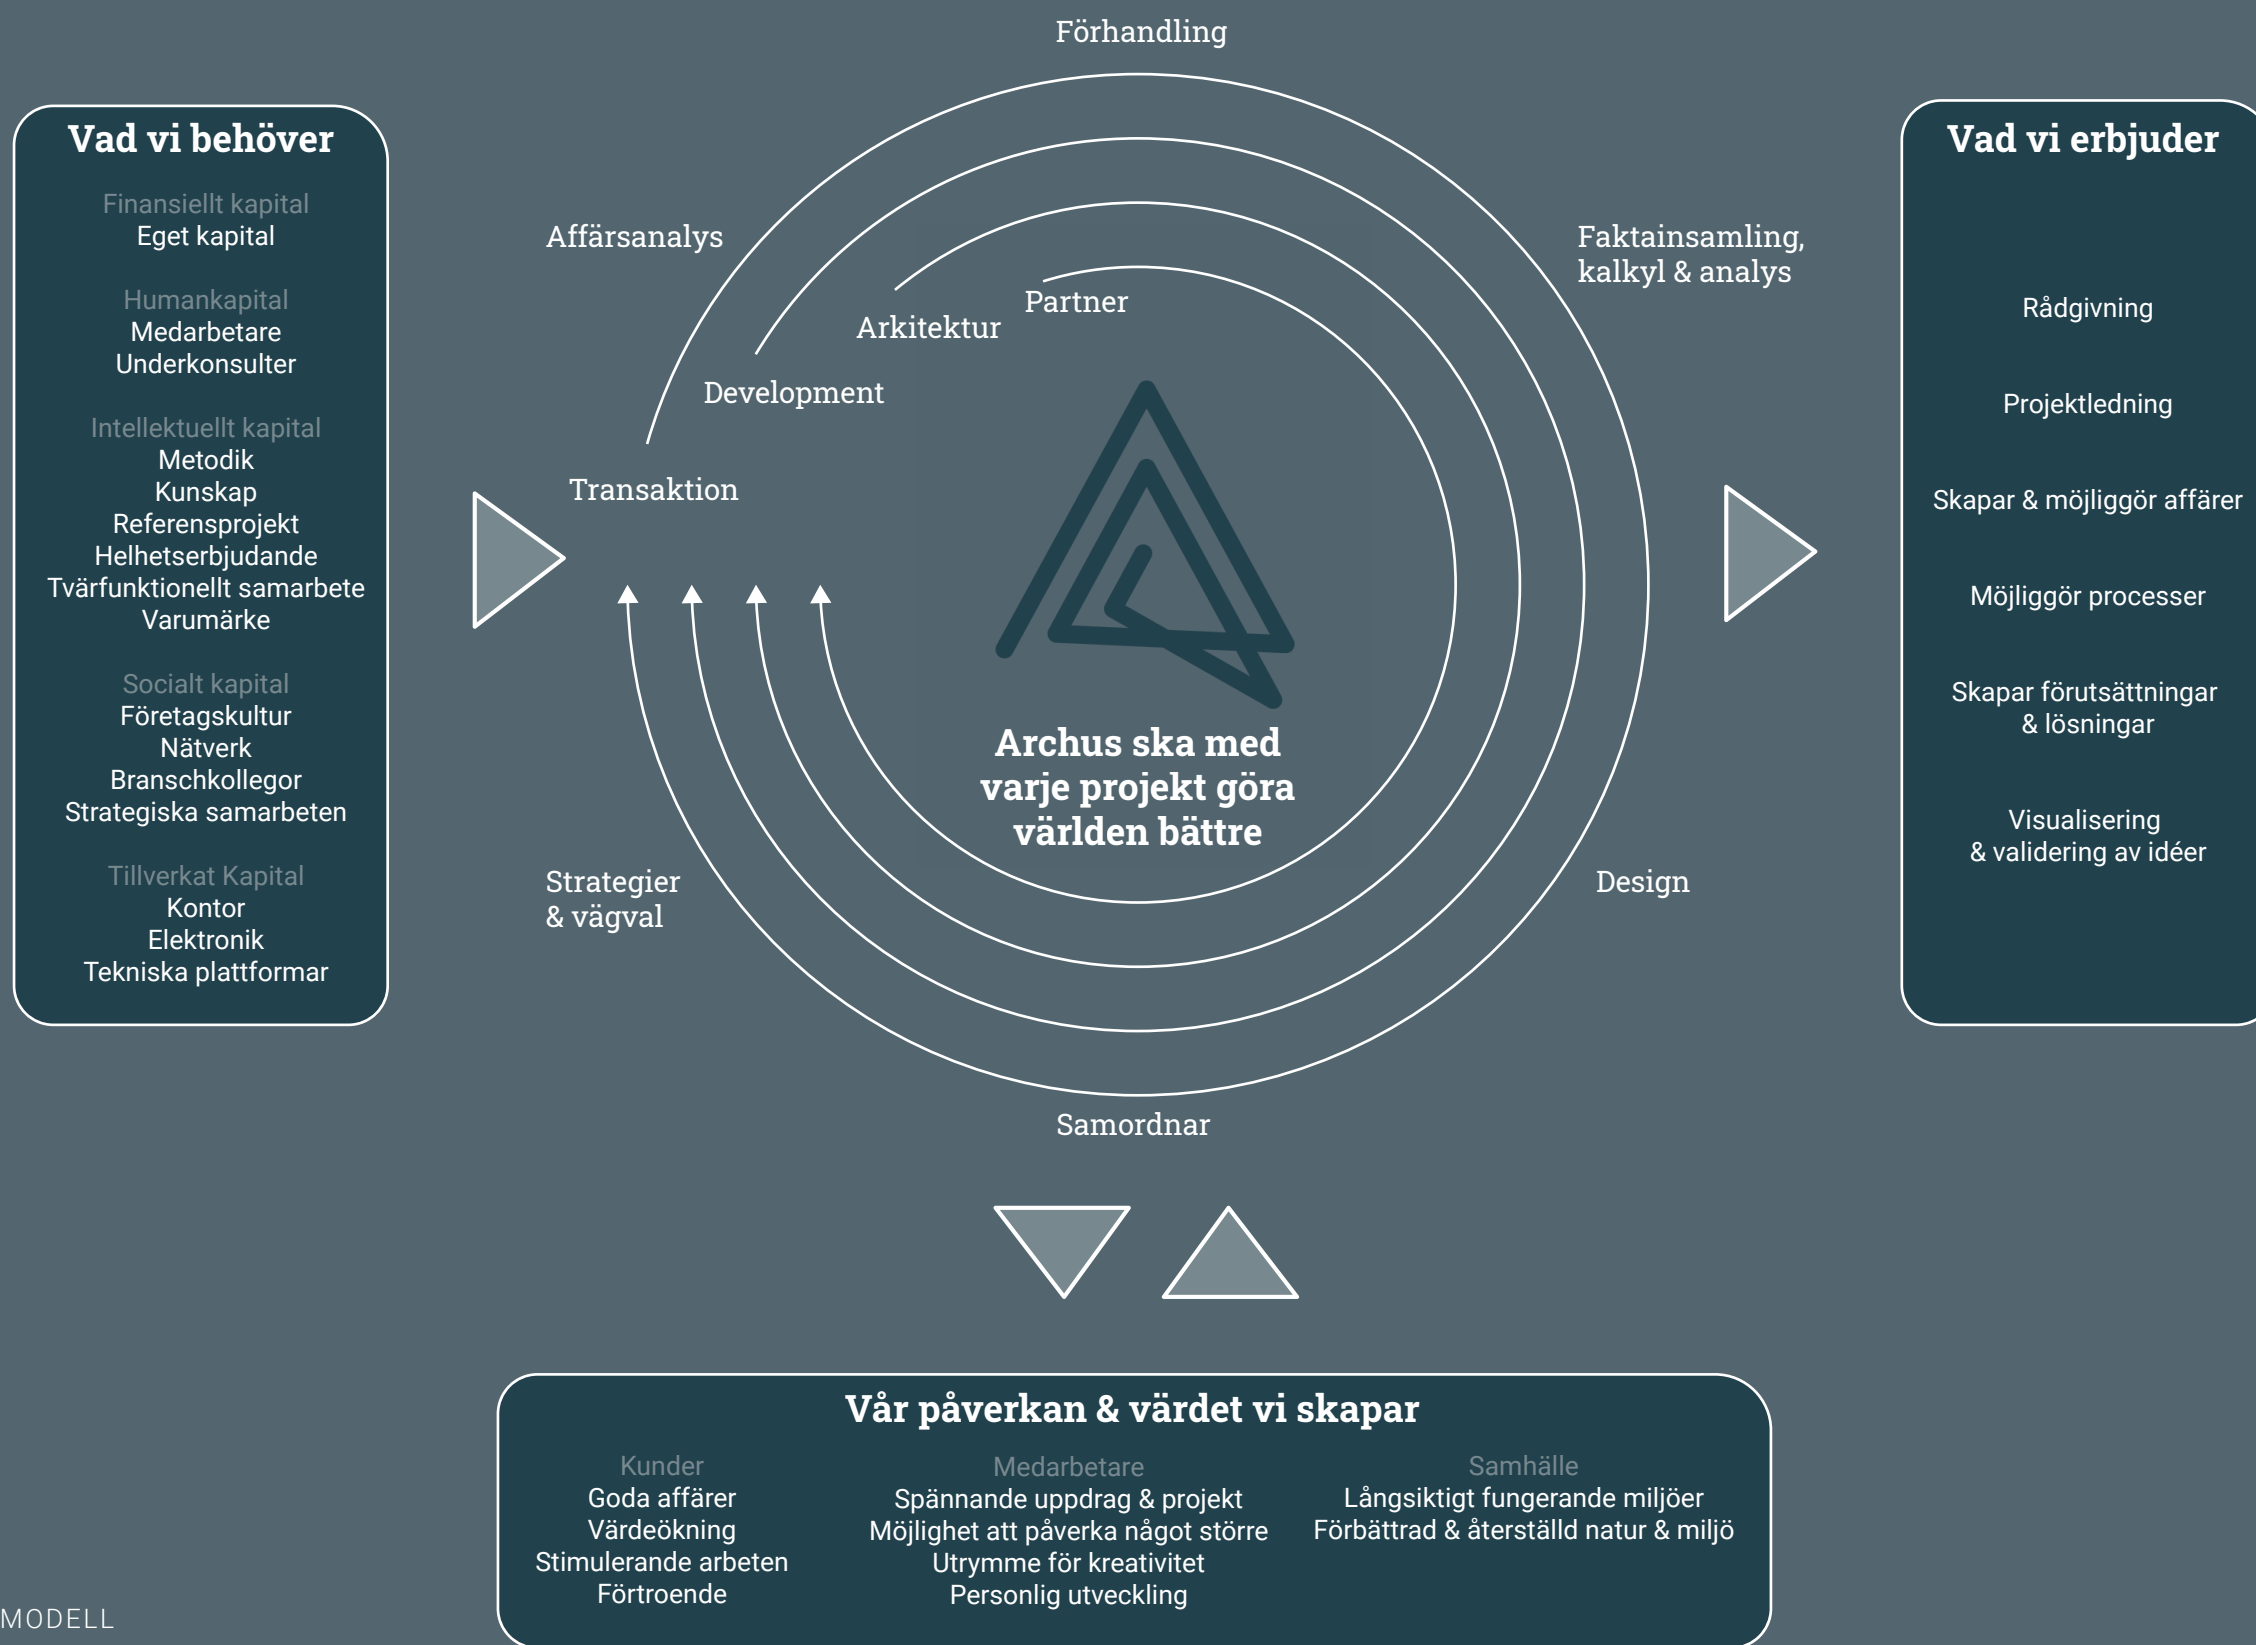 Förhandling
Vad vi behöver
Finansiellt kapital
Eget kapital
Humankapital
Medarbetare
Underkonsulter
Intellektuellt kapital
Metodik
Kunskap
Referensprojekt
Helhetserbjudande
Tvärfunktionellt samarbete
Varumärke
Socialt kapital
Företagskultur
Nätverk
Branschkollegor
Strategiska samarbeten
Tillverkat Kapital
Kontor
Elektronik
Tekniska plattformar
Affärsanalys
Faktainsamling,
kalkyl & analys
Partner
Arkitektur
Development
Transaktion
Archus ska med
varje projekt göra
världen bättre
Strategier
& vägval
Design
Samordnar
Vad vi erbjuder
Rådgivning
Projektledning
Skapar & möjliggör affärer
Möjliggör processer
Skapar förutsättningar
& lösningar
Visualisering
& validering av idéer
Vår påverkan & värdet vi skapar
Kunder
Goda affärer
Värdeökning
Stimulerande arbeten
Förtroende
Medarbetare
Spännande uppdrag & projekt
Möjlighet att påverka något större
Utrymme för kreativitet
Personlig utveckling
Samhälle
Långsiktigt fungerande miljöer
Förbättrad & återställd natur & miljö
MODELL